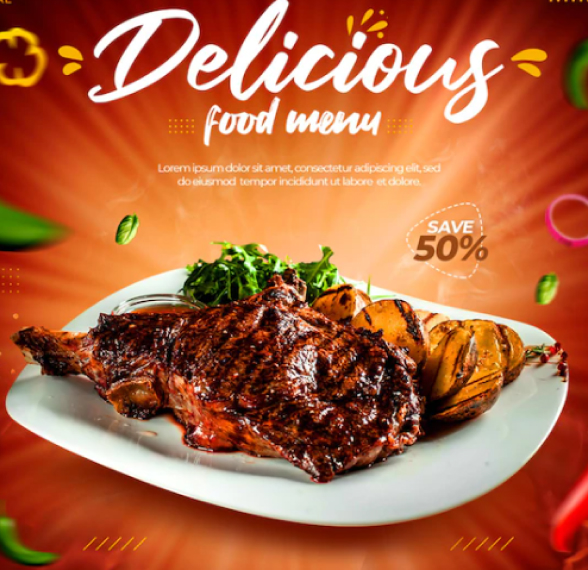 Delicious
food menu
Lorem ipsum dolor sit amet, consectetur adipiscing elit, sed
do eiusmod tempor incididunt ut labore et dolore.
SAVE
50%